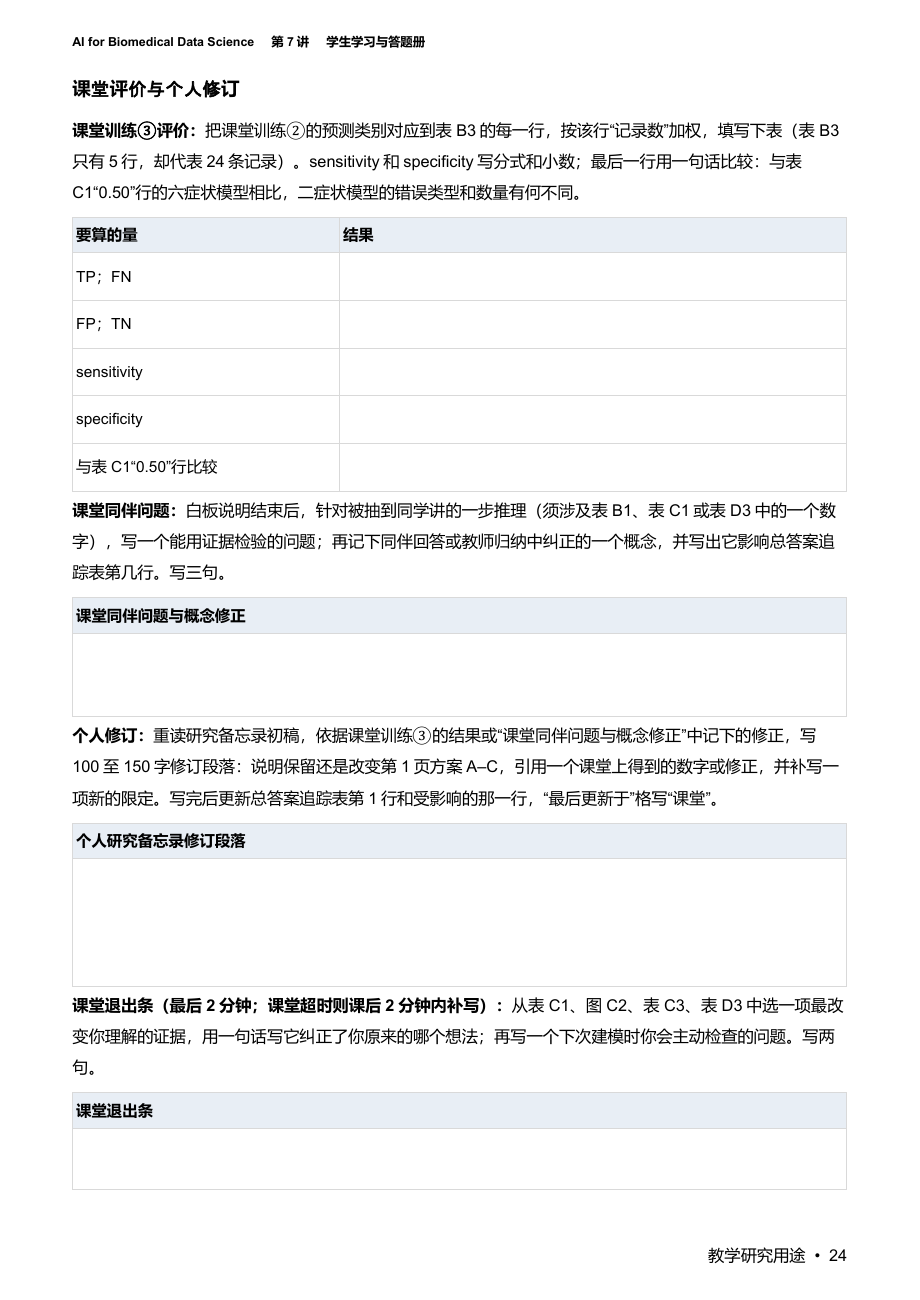 AI for Biomedical Data Science 第 7 讲 学生学习与答题册
课堂评价与个人修订
课堂训练③评价：把课堂训练②的预测类别对应到表 B3 的每一行，按该行“记录数”加权，填写下表（表 B3
只有 5 行，却代表 24 条记录）。sensitivity 和 specificity 写分式和小数；最后一行用一句话比较：与表
C1“0.50”行的六症状模型相比，二症状模型的错误类型和数量有何不同。
要算的量 结果
TP；FN
FP；TN
sensitivity
specificity
与表 C1“0.50”行比较
课堂同伴问题：白板说明结束后，针对被抽到同学讲的一步推理（须涉及表 B1、表 C1 或表 D3 中的一个数
字），写一个能用证据检验的问题；再记下同伴回答或教师归纳中纠正的一个概念，并写出它影响总答案追
踪表第几行。写三句。
课堂同伴问题与概念修正
个人修订：重读研究备忘录初稿，依据课堂训练③的结果或“课堂同伴问题与概念修正”中记下的修正，写
100 至 150 字修订段落：说明保留还是改变第 1 页方案 A–C，引用一个课堂上得到的数字或修正，并补写一
项新的限定。写完后更新总答案追踪表第 1 行和受影响的那一行，“最后更新于”格写“课堂”。
个人研究备忘录修订段落
课堂退出条（最后 2 分钟；课堂超时则课后 2 分钟内补写）：从表 C1、图 C2、表 C3、表 D3 中选一项最改
变你理解的证据，用一句话写它纠正了你原来的哪个想法；再写一个下次建模时你会主动检查的问题。写两
句。
课堂退出条
教学研究用途 • 24